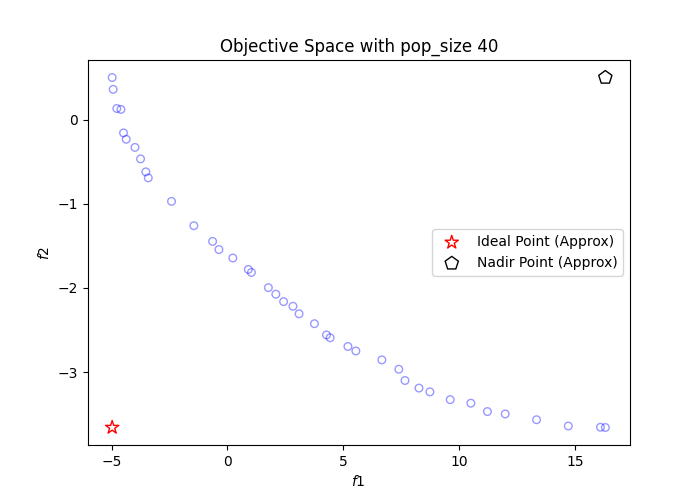 Objective Space with pop_size 40
0
−1
−2
−3
f2
−5
0
5
10
15
f1
Ideal Point (Approx)
Nadir Point (Approx)